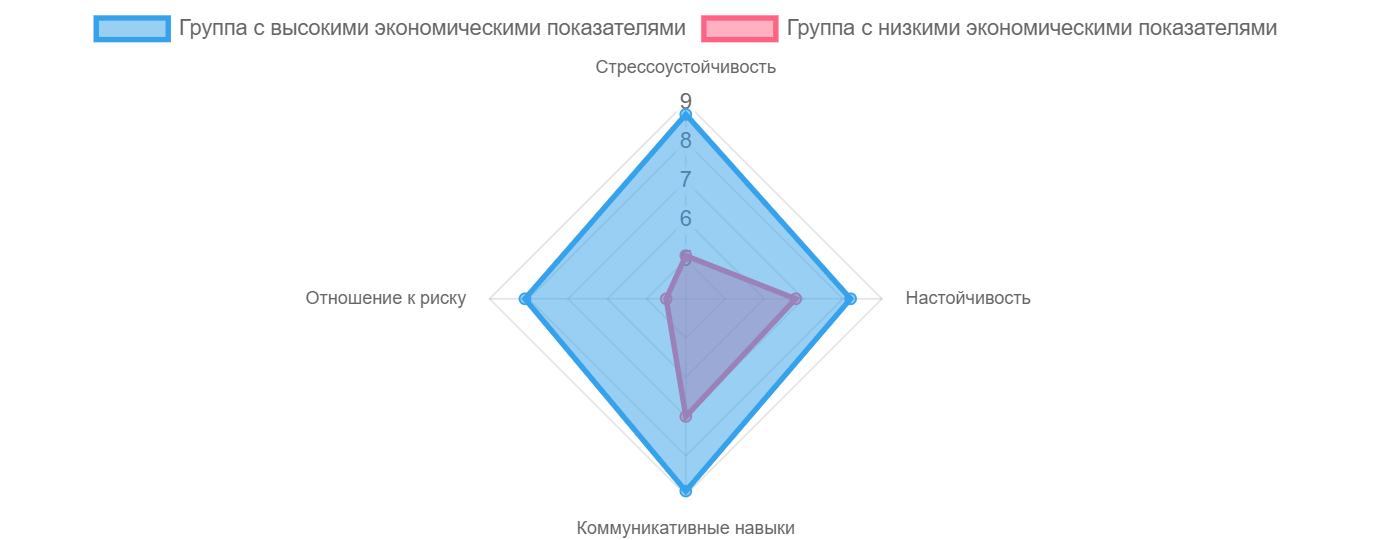 Группа с высокими экономическими показателями Группа с низкими экономическими показателями
Стрессоустойчивость
9
8
7
6
5
Отношение к риску Настойчивость
Коммуникативные навыки